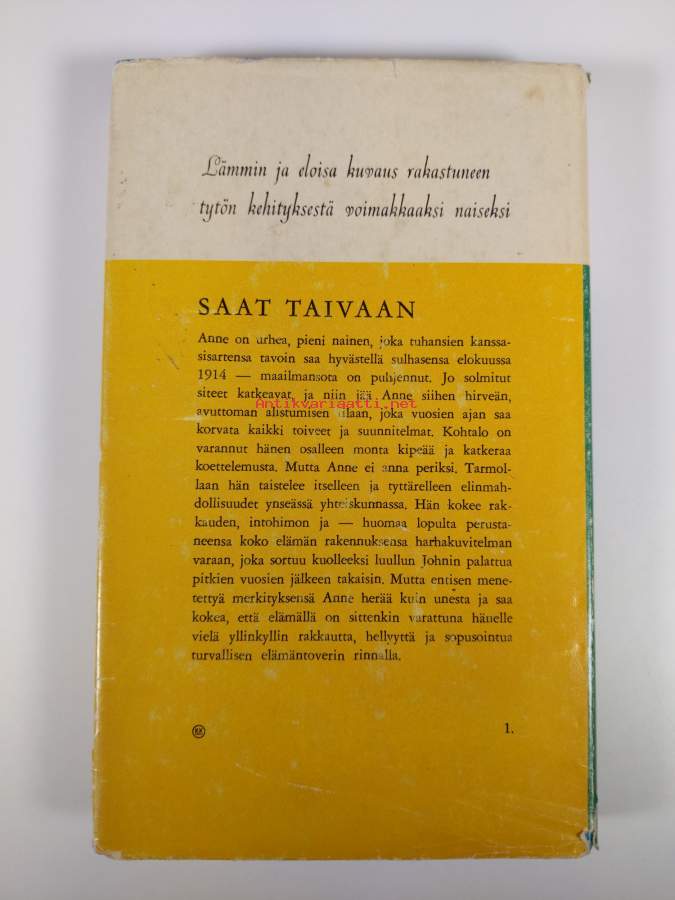 Lämmin ja eloisa kuvaus rakastuneen
tytön kehityksestä voimakkaaksi naiseksi
SAAT TAIVAAN
Anne on urhea, pieni nainen, joka tuhansien kanssa-
sisartensa tavoin saa hyvästellä sulhasensa elokuussa
1914 — maailmansota on puhjennut. Jo solmitut
siteet katkeavat, ja niin jää Anne siihen hirveän,
Antikvariaatti.net
avuttoman alistumisen tilaan, joka vuosien ajan saa
korvata kaikki toiveet ja suunnitelmat. Kohtalo on
varannut hänen osalleen monta kipeää ja katkeraa
koettelemusta. Mutta Anne ei anna periksi. Tarmol-
laan hän taistelee itselleen ja tyttärelleen elinmah-
dollisuudet ynseässä yhteiskunnassa. Hän kokee rak-
kauden, intohimon ja — huomaa lopulta perusta-
neensa koko elämän rakennuksensa harhakuvitelman
varaan, joka sortuu kuolleeksi luullun Johnin palattua
pitkien vuosien jälkeen takaisin. Mutta entisen mene-
tettyä merkityksensä Anne herää kuin unesta ja saa
kokea, että elämällä on sittenkin varattuna hänelle
vielä yllinkyllin rakkautta, hellyyttä ja sopusointua
turvallisen elämäntoverin rinnalla.
KK
1.